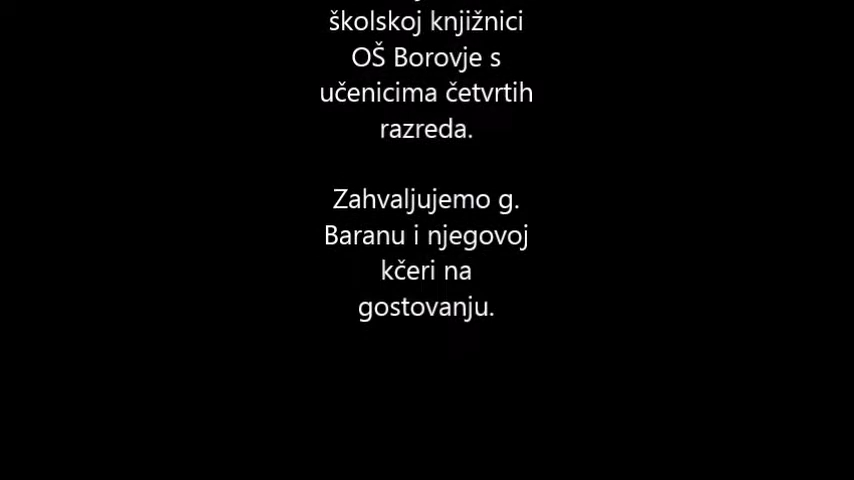 školskoj knjižnici
OŠ Borovje s
učenicima četvrtih
razreda.
Zahvaljujemo g.
Baranu i njegovoj
kčeri na
gostovanju.